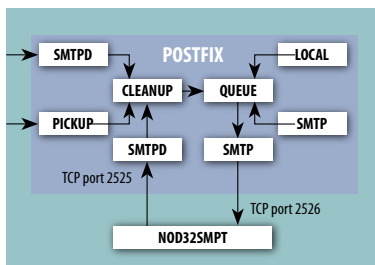 SMTPD
POSTFIX
LOCAL
CLEANUP
QUEUE
PICKUP
SMTP
SMTPD
SMTP
TCP port 2525
TCP port 2526
NOD32SMPT